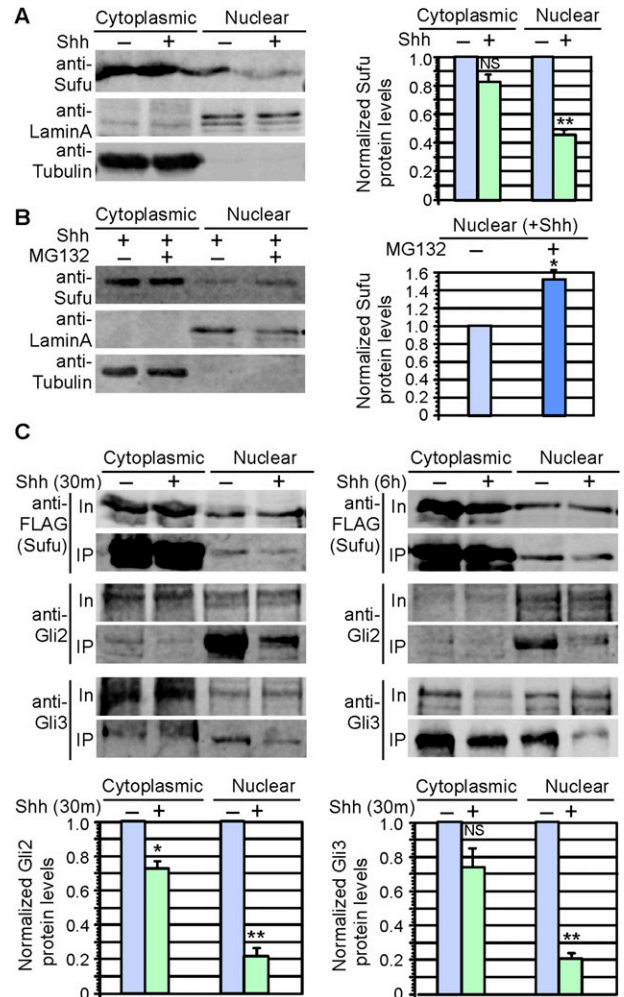 A
Cytoplasmic Nuclear
Shh – + – +
anti-
Sufu
anti-
LaminA
anti-
Tubulin
Cytoplasmic Nuclear
Shh – + – +
NS
**
1.0
0.8
0.6
0.4
0.2
0
Normalized Sufu
protein levels
B
Cytoplasmic Nuclear
Shh + + + +
MG132 – + – +
anti-
Sufu
anti-
LaminA
anti-
Tubulin
Nuclear (+Shh)
MG132 – +
*
1.6
1.4
1.2
1.0
0.8
0.6
0.4
0.2
0
Normalized Sufu
protein levels
C
Cytoplasmic Nuclear
Shh (30m) – + – +
anti-
FLAG
(Sufu)
In
IP
anti-
Gli2
In
IP
anti-
Gli3
In
IP
Cytoplasmic Nuclear
Shh (6h) – + – +
anti-
FLAG
(Sufu)
In
IP
anti-
Gli2
In
IP
anti-
Gli3
In
IP
Cytoplasmic Nuclear
Shh (30m) – + – +
*
**
1.0
0.8
0.6
0.4
0.2
0
Normalized Gli2
protein levels
Cytoplasmic Nuclear
Shh (30m) – + – +
NS
**
1.0
0.8
0.6
0.4
0.2
0
Normalized Gli3
protein levels